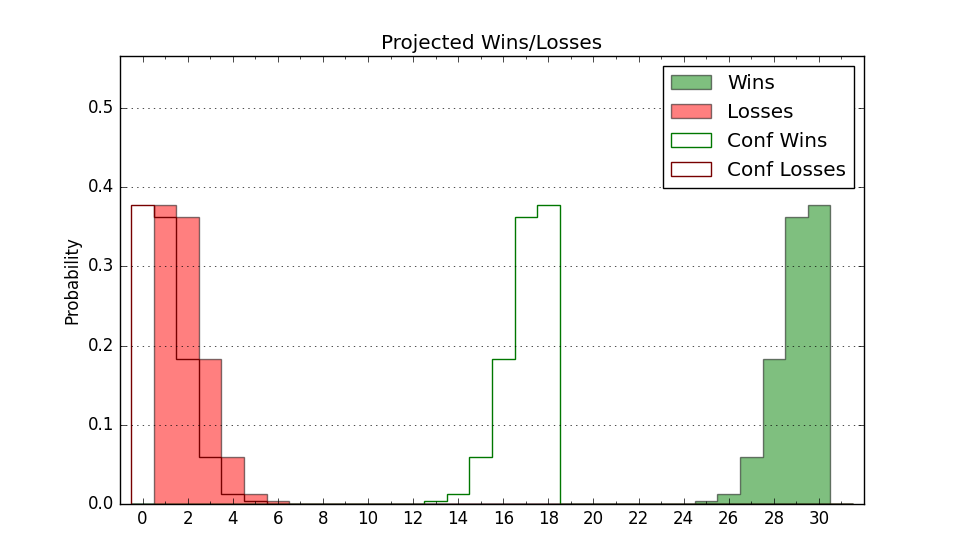 Projected Wins/Losses
Wins
Losses
Conf Wins
Conf Losses
Probability
0.5
0.4
0.3
0.2
0.1
0.0
0 2 4 6 8 10 12 14 16 18 20 22 24 26 28 30